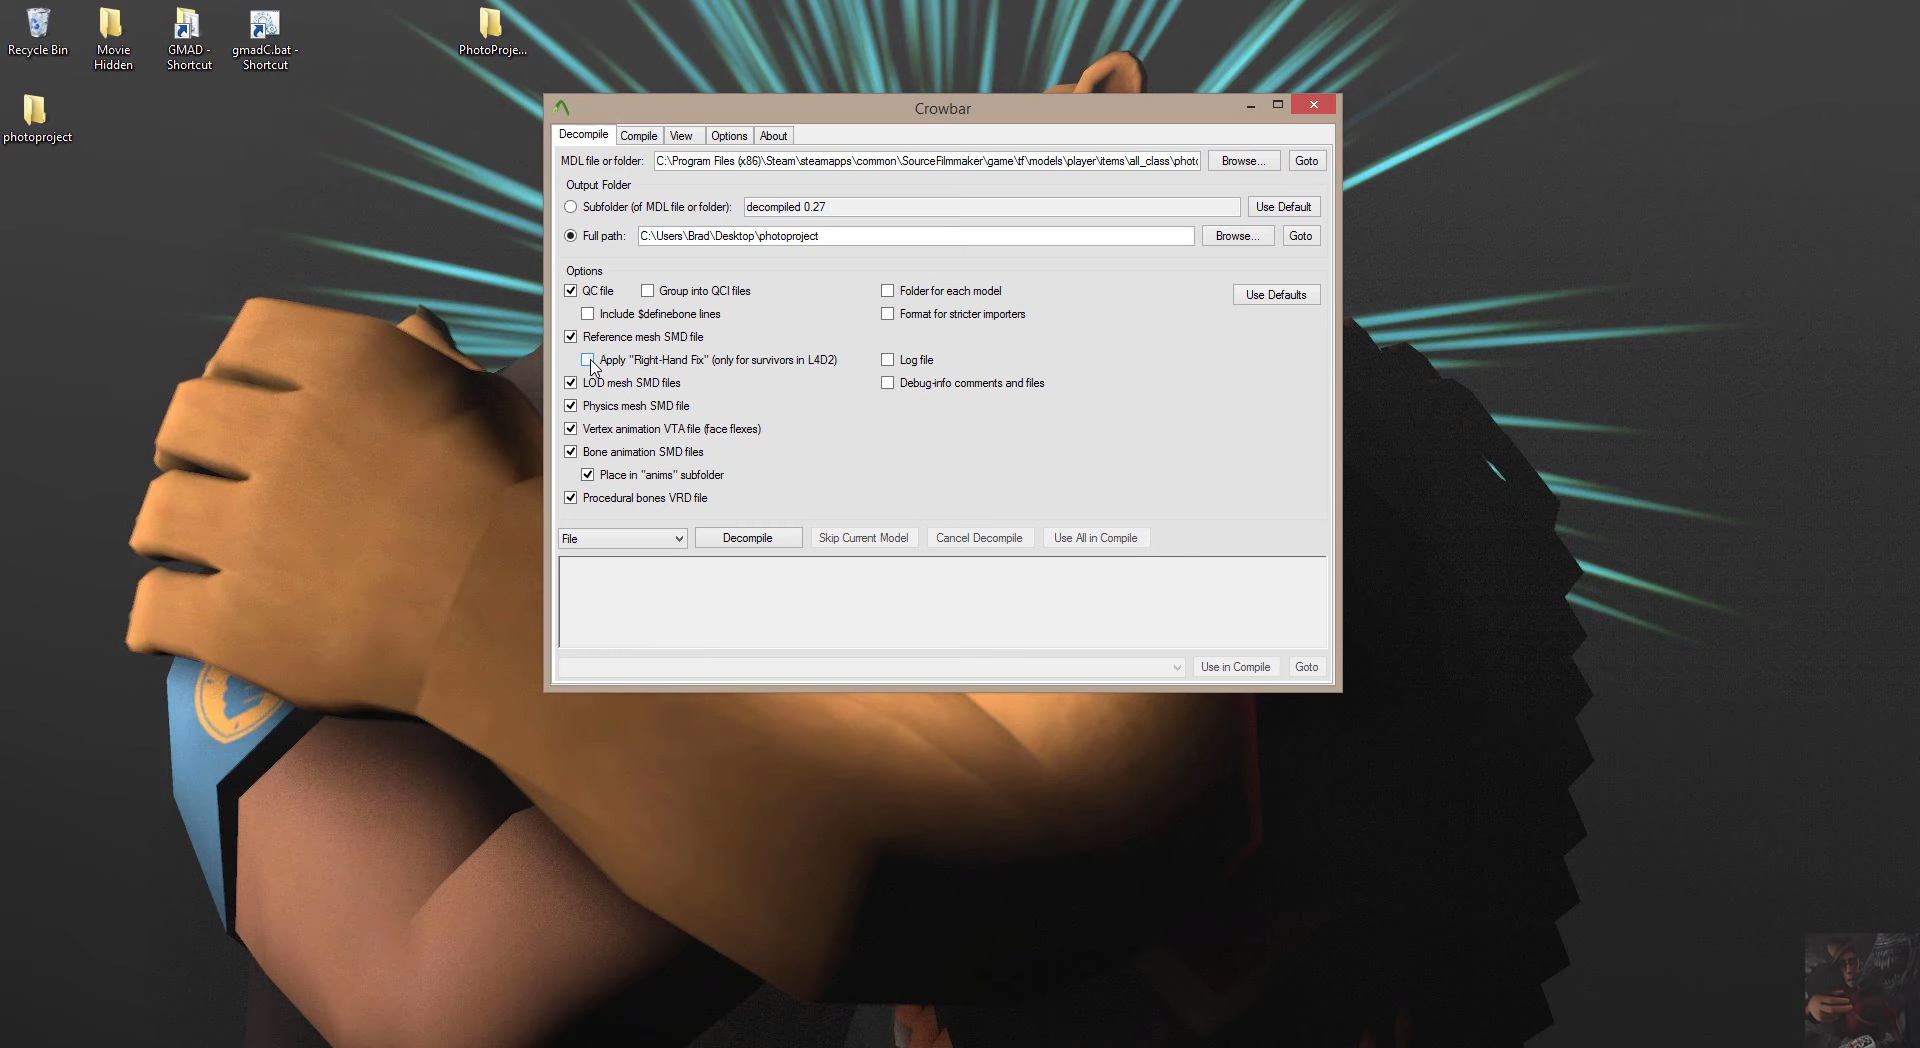 Recycle Bin
Movie
Hidden
GMAD -
Shortcut
gmadC.bat -
Shortcut
PhotoProje...
photoproject
Crowbar
Decompile
Compile
View
Options
About
MDL file or folder:
C:\Program Files (x86)\Steam\steamapps\common\SourceFilmmaker\game\tf\models\player\items\all_class\photo
Browse...
Goto
Output Folder
Subfolder (of MDL file or folder):
decompiled 0.27
Use Default
Full path:
C:\Users\Brad\Desktop\photoproject
Browse...
Goto
Options
QC file
Group into QCI files
Folder for each model
Use Defaults
Include $definebone lines
Format for stricter importers
Reference mesh SMD file
Apply "Right-Hand Fix" (only for survivors in L4D2)
Log file
LOD mesh SMD files
Debug-info comments and files
Physics mesh SMD file
Vertex animation VTA file (face flexes)
Bone animation SMD files
Place in "anims" subfolder
Procedural bones VRD file
File
Decompile
Skip Current Model
Cancel Decompile
Use All in Compile
Use in Compile
Goto